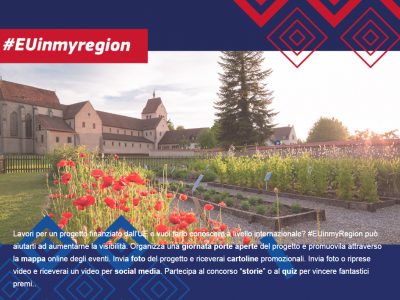 #EUinmyregion
Lavori per un progetto finanziato dall'UE e vuoi farlo conoscere a livello internazionale? #EUinmyRegion può
aiutarti ad aumentarne la visibilità. Organizza una giornata porte aperte del progetto e promuovila attraverso
la mappa online degli eventi. Invia foto del progetto e riceverai cartoline promozionali. Invia foto o riprese
video e riceverai un video per social media. Partecipa al concorso "storie" o al quiz per vincere fantastici
premi..